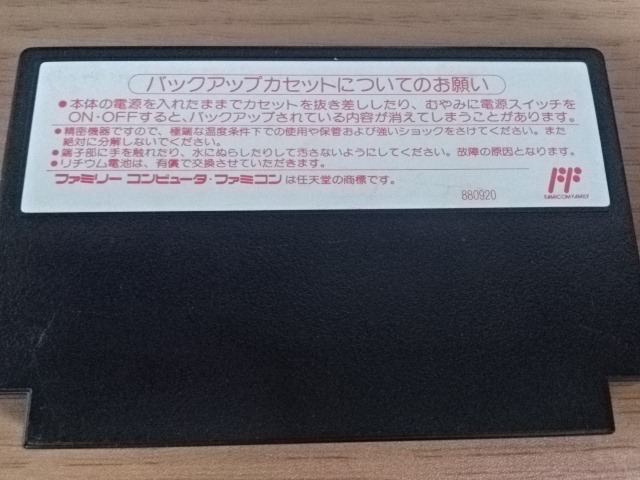 バックアップカセットについてのお願い
●本体の電源を入れたままでカセットを抜き差ししたり、むやみに電源スイッチを
ON・OFFすると、バックアップされている内容が消えてしまうことがあります。
●精密機器ですので、極端な温度条件下での使用や保管および強いショックをさけてください。また
絶対に分解しないでください。
●端子部に手を触れたり、水にぬらしたりして汚さないようにしてください。故障の原因となります。
●リチウム電池は、有償で交換させていただきます。
ファミリー コンピュータ・ファミコンは任天堂の商標です。
880920
FAMICOM FAMILY